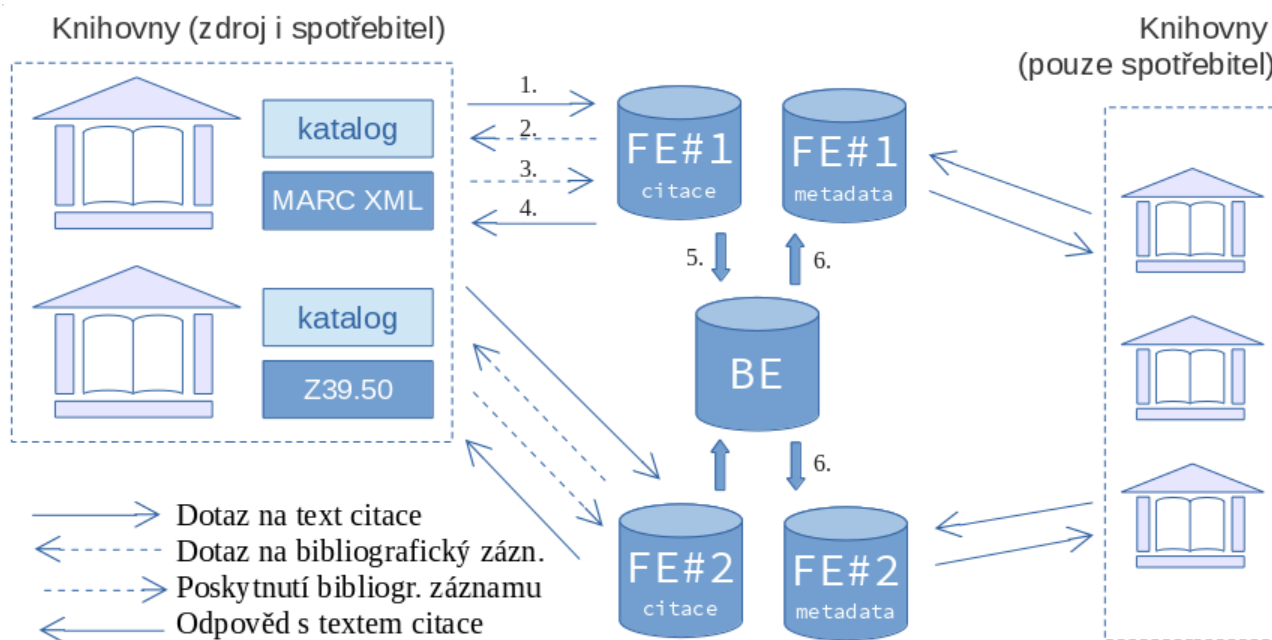 Knihovny (zdroj i spotřebitel)
Knihovny
(pouze spotřebitel)
katalog
MARC XML
katalog
Z39.50
1.
2.
3.
4.
FE#1
citace
FE#1
metadata
5.
6.
BE
6.
FE#2
citace
FE#2
metadata
Dotaz na text citace
Dotaz na bibliografický zázn.
Poskytnutí bibliogr. záznamu
Odpověd s textem citace